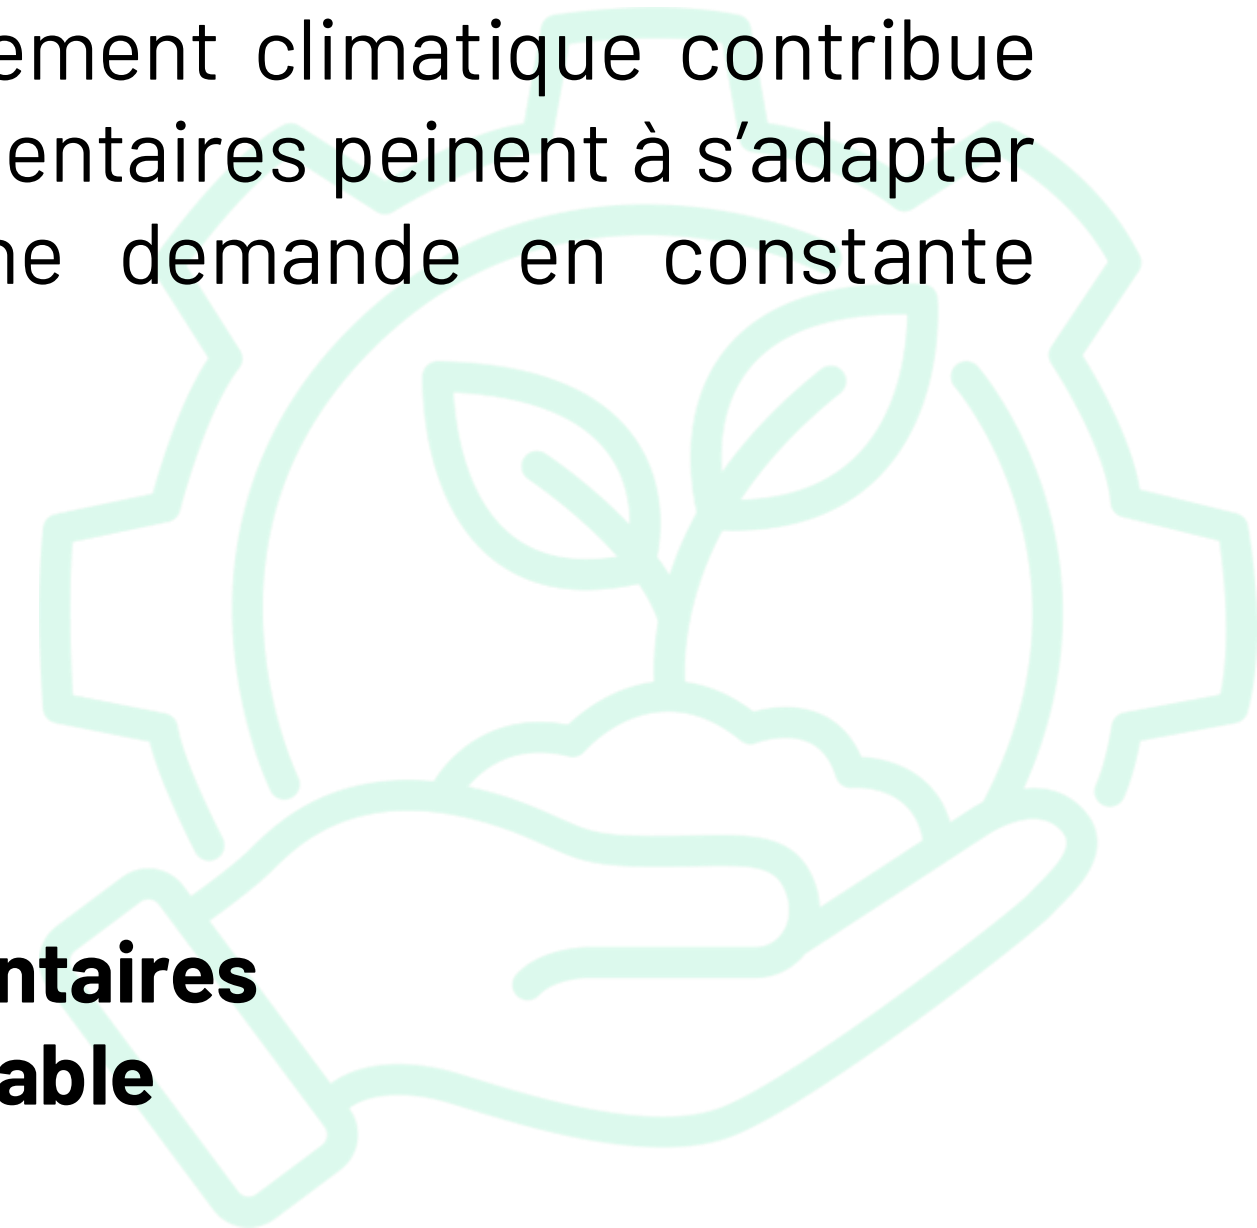 ement climatique contribue
entaires peinent à s’adapter
ne demande en constante
ntaires
able